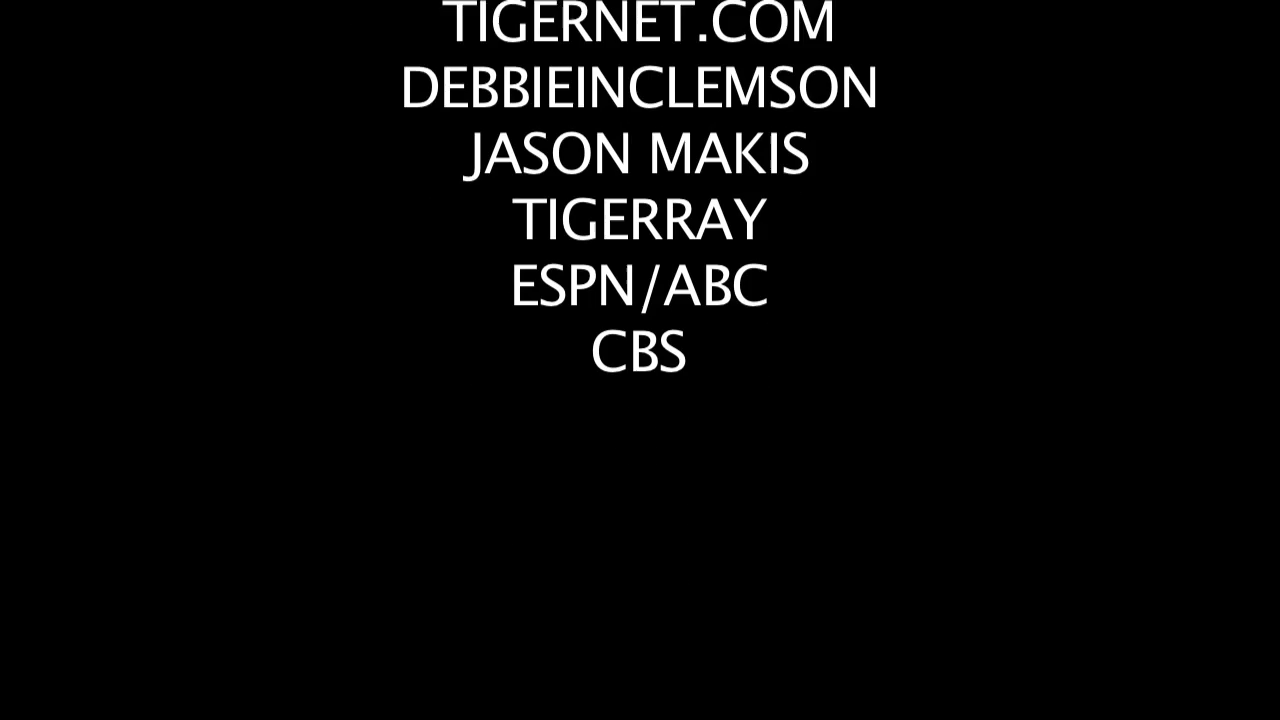 TIGERNET.COM
DEBBIEINCLEMSON
JASON MAKIS
TIGERRAY
ESPN/ABC
CBS